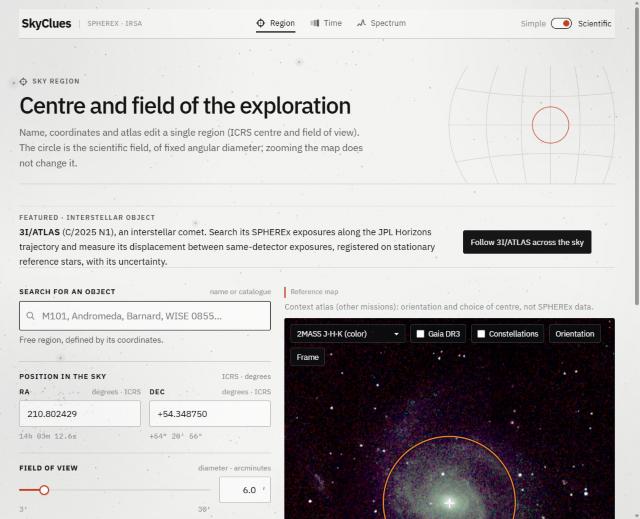 SkyClues SPHEREX · IRSA Region Time Spectrum Simple Scientific
SKY REGION
Centre and field of the exploration
Name, coordinates and atlas edit a single region (ICRS centre and field of view).
The circle is the scientific field, of fixed angular diameter; zooming the map does
not change it.
FEATURED · INTERSTELLAR OBJECT
3I/ATLAS (C/2025 N1), an interstellar comet. Search its SPHEREx exposures along the JPL Horizons
trajectory and measure its displacement between same-detector exposures, registered on stationary
reference stars, with its uncertainty.
Follow 3I/ATLAS across the sky
SEARCH FOR AN OBJECT name or catalogue
M101, Andromeda, Barnard, WISE 0855...
Free region, defined by its coordinates.
POSITION IN THE SKY ICRS · degrees
RA degrees · ICRS DEC degrees · ICRS
210.802429 +54.348750
14h 03m 12.6s +54° 20′ 56″
FIELD OF VIEW diameter · arcminutes
6.0 ′
3′ 30′
Reference map
Context atlas (other missions): orientation and choice of centre, not SPHEREx data.
2MASS J-H-K (color) Gaia DR3 Constellations Orientation
Frame